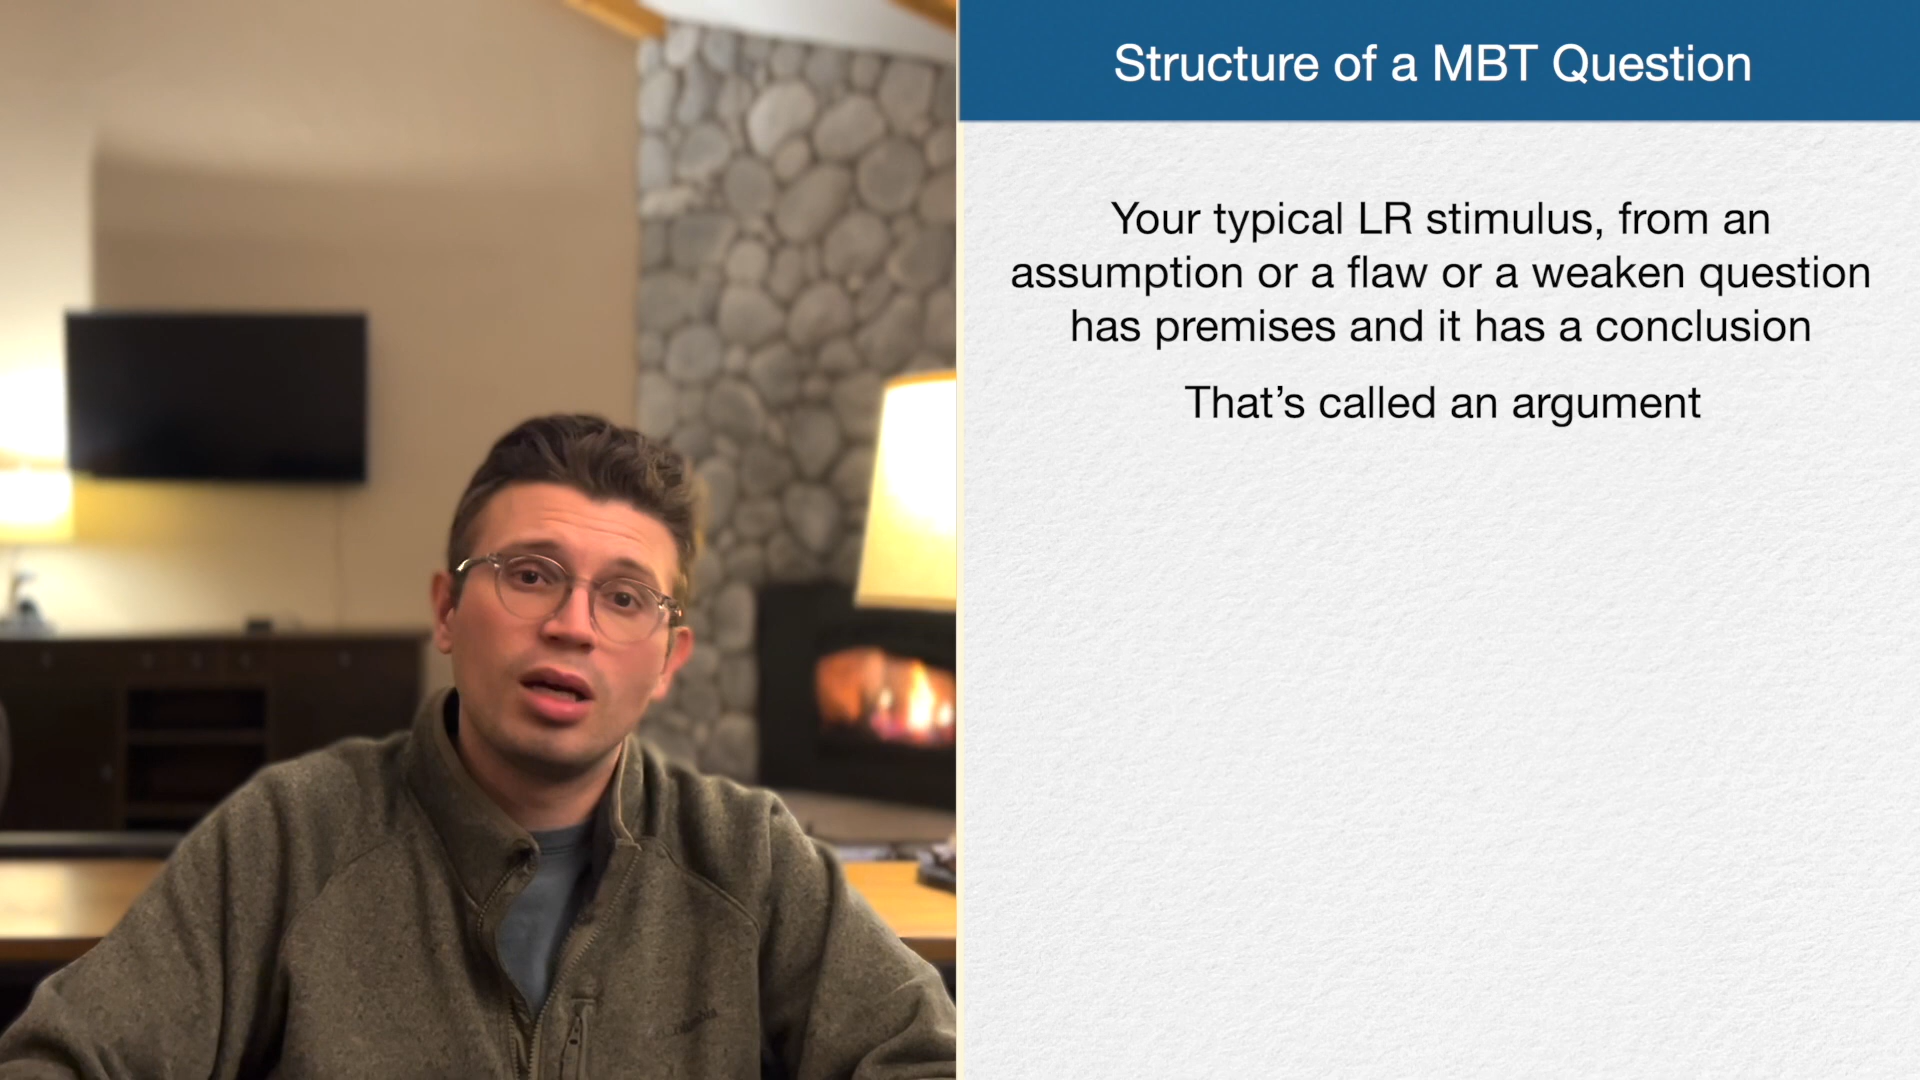 Structure of a MBT Question
Your typical LR stimulus, from an
assumption or a flaw or a weaken question
has premises and it has a conclusion
That’s called an argument